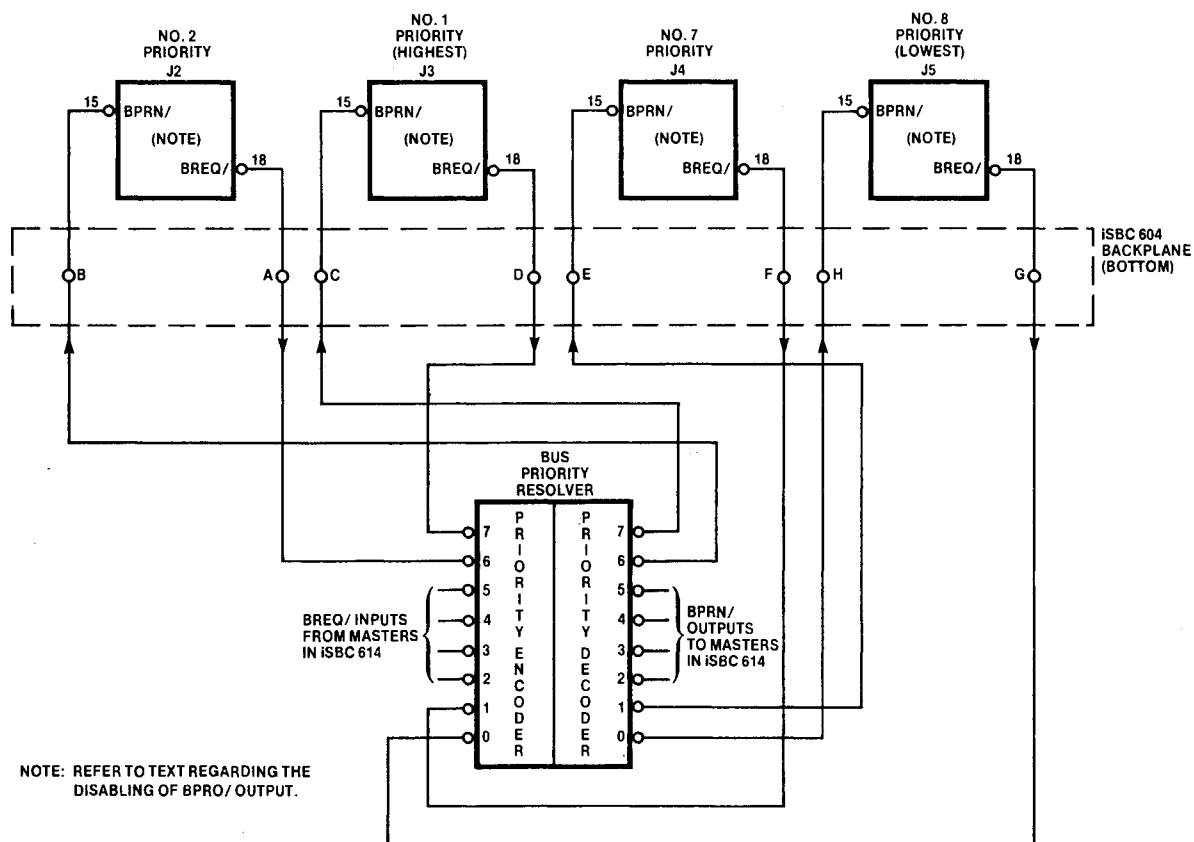 NO. 2
PRIORITY
J2
NO. 1
PRIORITY
(HIGHEST)
J3
NO. 7
PRIORITY
J4
NO. 8
PRIORITY
(LOWEST)
J5
15
BPRN/
(NOTE)
BREQ/
18
15
BPRN/
(NOTE)
BREQ/
18
15
BPRN/
(NOTE)
BREQ/
18
15
BPRN/
(NOTE)
BREQ/
18
iSBC 604
BACKPLANE
(BOTTOM)
B
A
C
D
E
F
H
G
BUS
PRIORITY
RESOLVER
7
6
5
4
3
2
1
0
PRIORITY ENCODER
PRIORITY DECODER
7
6
5
4
3
2
1
0
BREQ/ INPUTS
FROM MASTERS
IN iSBC 614
BPRN/
OUTPUTS
TO MASTERS
IN iSBC 614
NOTE: REFER TO TEXT REGARDING THE
DISABLING OF BPRO/ OUTPUT.